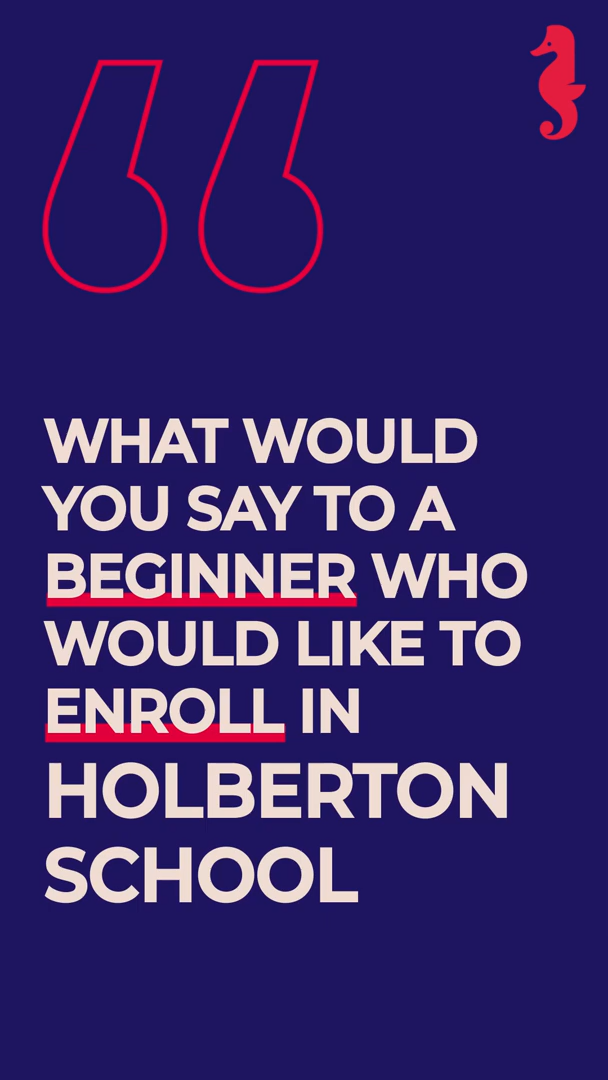 WHAT WOULD
YOU SAY TO A
BEGINNER WHO
WOULD LIKE TO
ENROLL IN
HOLBERTON
SCHOOL